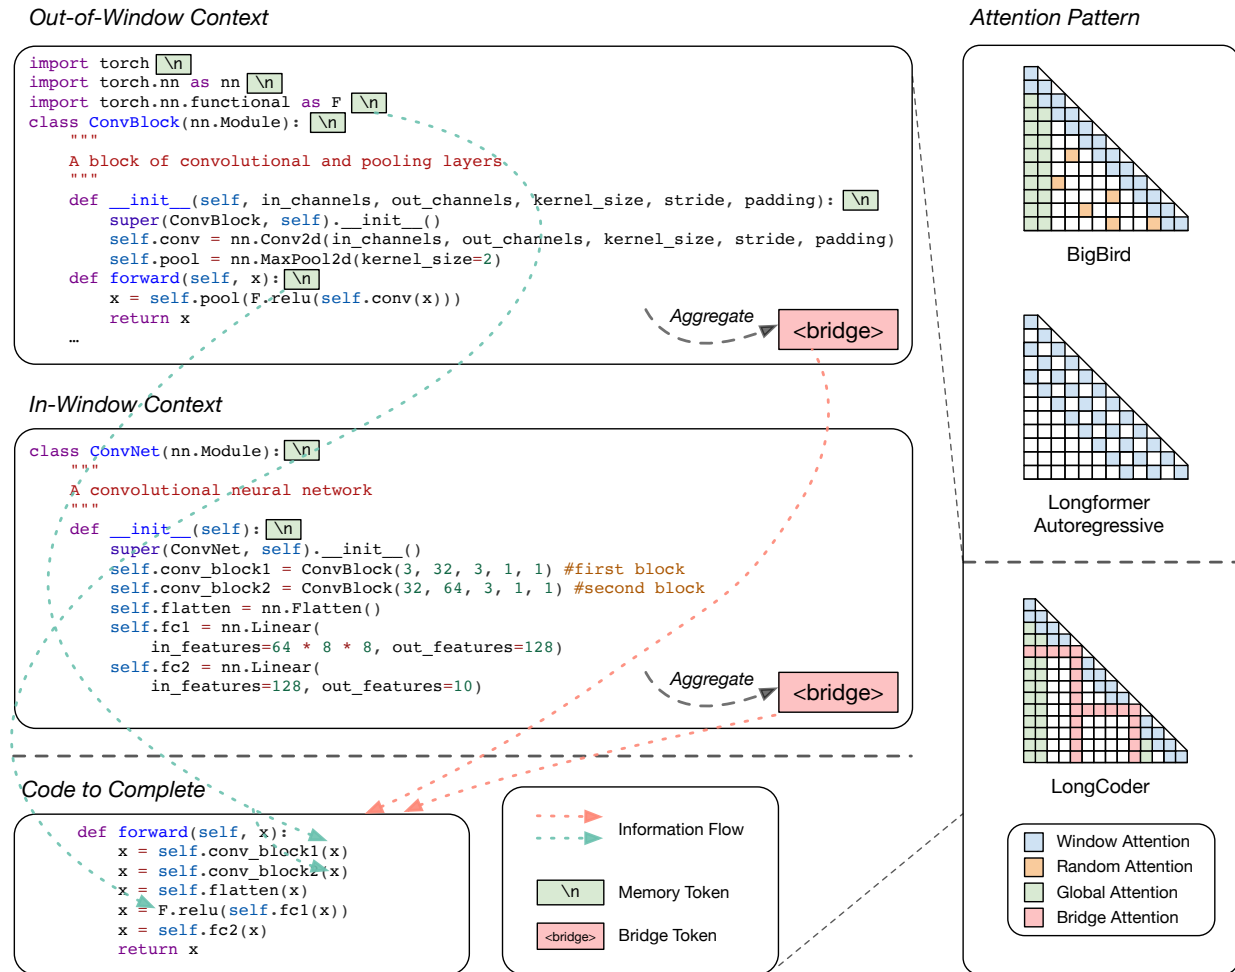 Out-of-Window Context
import torch \n
import torch.nn as nn \n
import torch.nn.functional as F \n
class ConvBlock(nn.Module): \n
"""
A block of convolutional and pooling layers
"""
def __init__(self, in_channels, out_channels, kernel_size, stride, padding): \n
super(ConvBlock, self).__init__()
self.conv = nn.Conv2d(in_channels, out_channels, kernel_size, stride, padding)
self.pool = nn.MaxPool2d(kernel_size=2)
def forward(self, x): \n
x = self.pool(F.relu(self.conv(x)))
return x
…
Aggregate
<bridge>
In-Window Context
class ConvNet(nn.Module): \n
"""
A convolutional neural network
"""
def __init__(self): \n
super(ConvNet, self).__init__()
self.conv_block1 = ConvBlock(3, 32, 3, 1, 1) #first block
self.conv_block2 = ConvBlock(32, 64, 3, 1, 1) #second block
self.flatten = nn.Flatten()
self.fc1 = nn.Linear(
in_features=64 * 8 * 8, out_features=128)
self.fc2 = nn.Linear(
in_features=128, out_features=10)
Aggregate
<bridge>
Code to Complete
def forward(self, x):
x = self.conv_block1(x)
x = self.conv_block2(x)
x = self.flatten(x)
x = F.relu(self.fc1(x))
x = self.fc2(x)
return x
Information Flow
\n Memory Token
<bridge> Bridge Token
Attention Pattern
BigBird
Longformer
Autoregressive
LongCoder
Window Attention
Random Attention
Global Attention
Bridge Attention